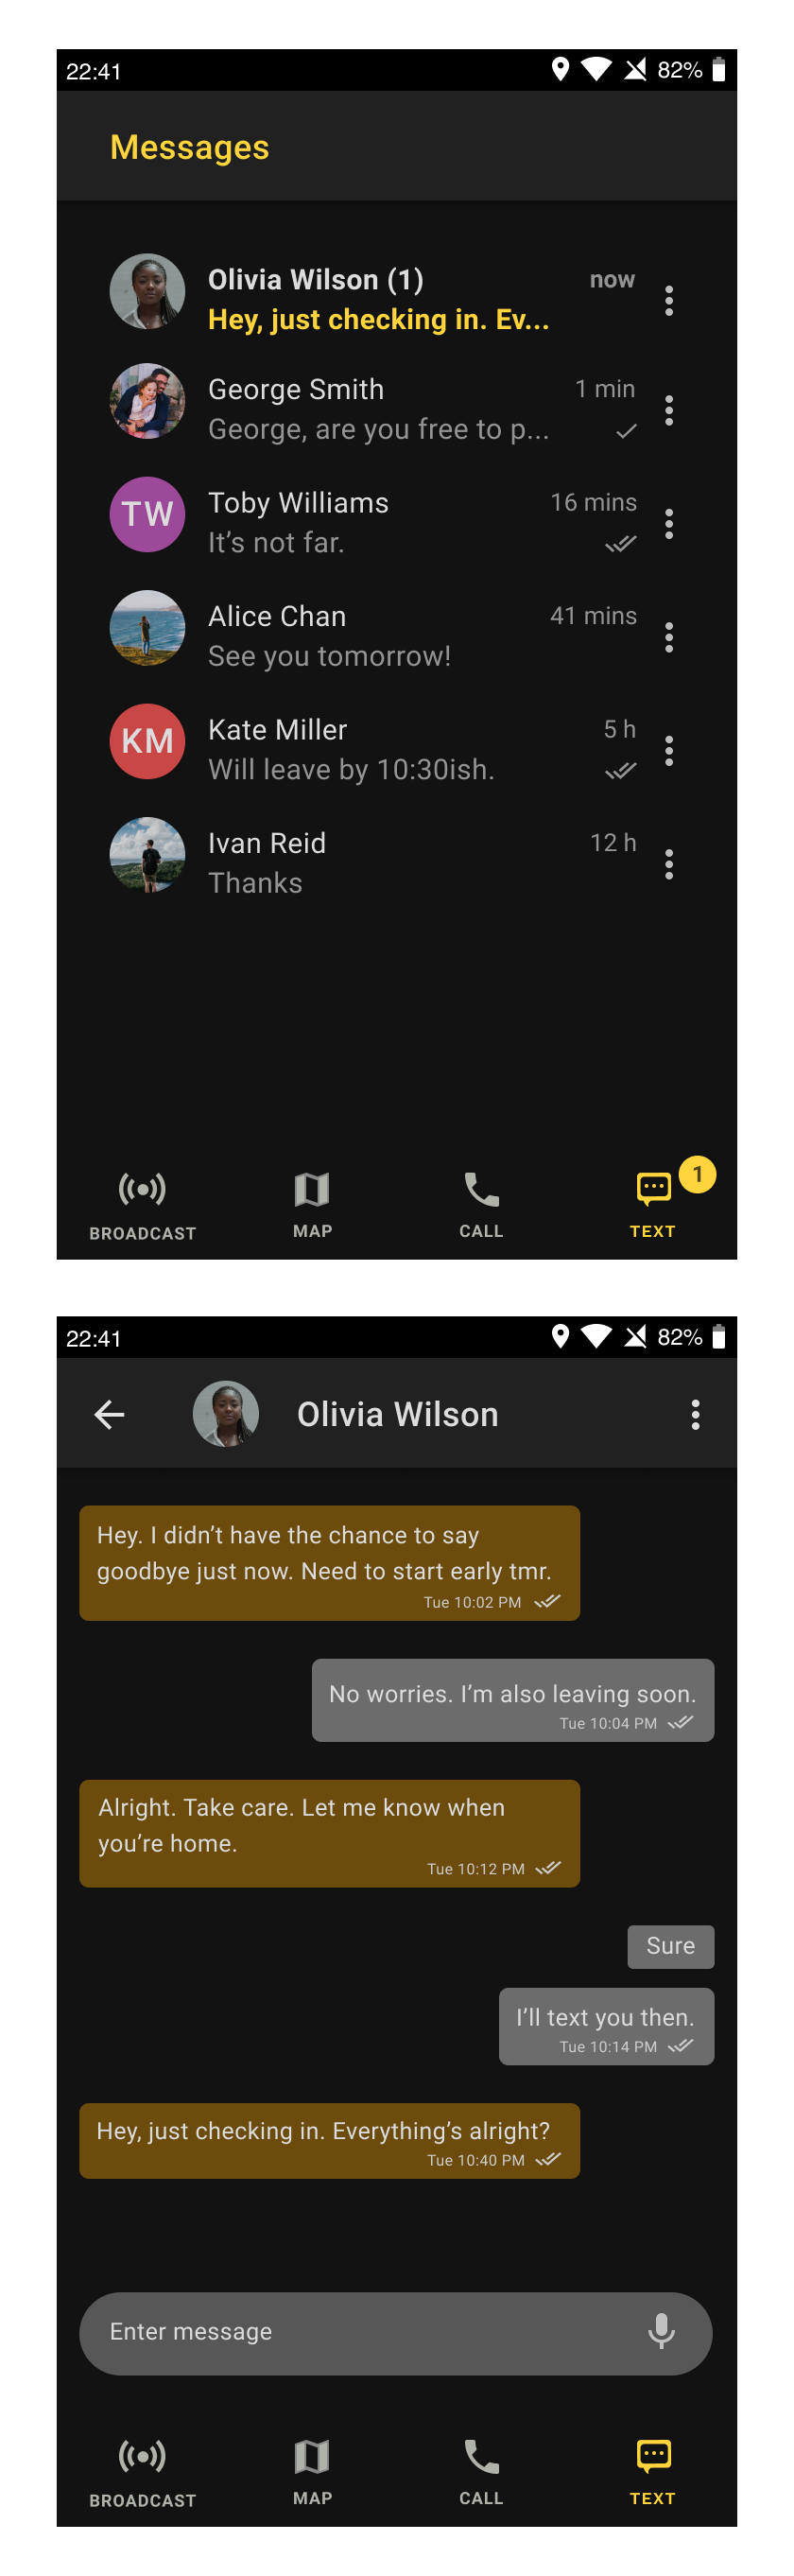 22:41 82%
Messages
Olivia Wilson (1) now
Hey, just checking in. Ev...
George Smith 1 min
George, are you free to p...
TW
Toby Williams 16 mins
It’s not far.
Alice Chan 41 mins
See you tomorrow!
KM
Kate Miller 5 h
Will leave by 10:30ish.
Ivan Reid 12 h
Thanks
1
BROADCAST MAP CALL TEXT
22:41 82%
Olivia Wilson
Hey. I didn’t have the chance to say
goodbye just now. Need to start early tmr.
Tue 10:02 PM
No worries. I’m also leaving soon.
Tue 10:04 PM
Alright. Take care. Let me know when
you’re home.
Tue 10:12 PM
Sure
I’ll text you then.
Tue 10:14 PM
Hey, just checking in. Everything’s alright?
Tue 10:40 PM
Enter message
BROADCAST MAP CALL TEXT